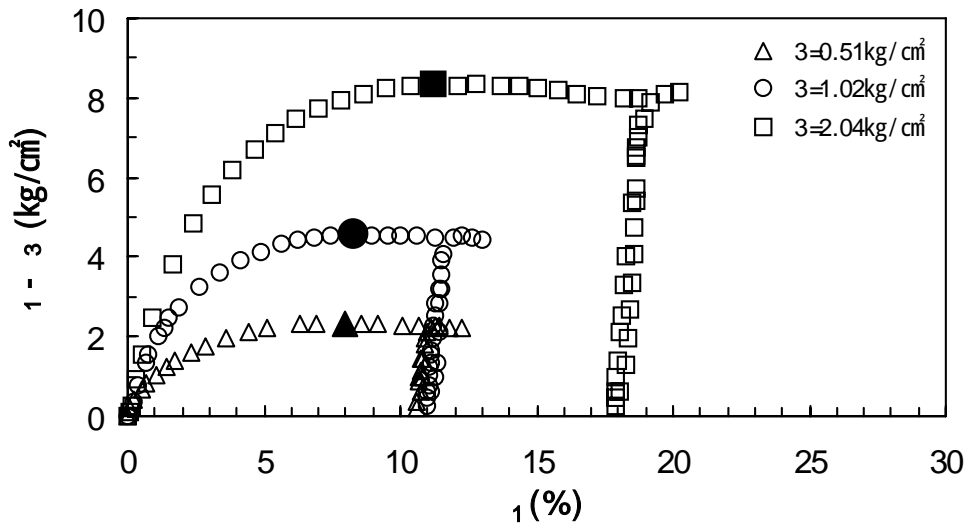 10
8
6
4
2
0
1 - 3 (kg/cm²)
△ 3=0.51kg/cm²
○ 3=1.02kg/cm²
□ 3=2.04kg/cm²
0 5 10 15 20 25 30
1 (%)